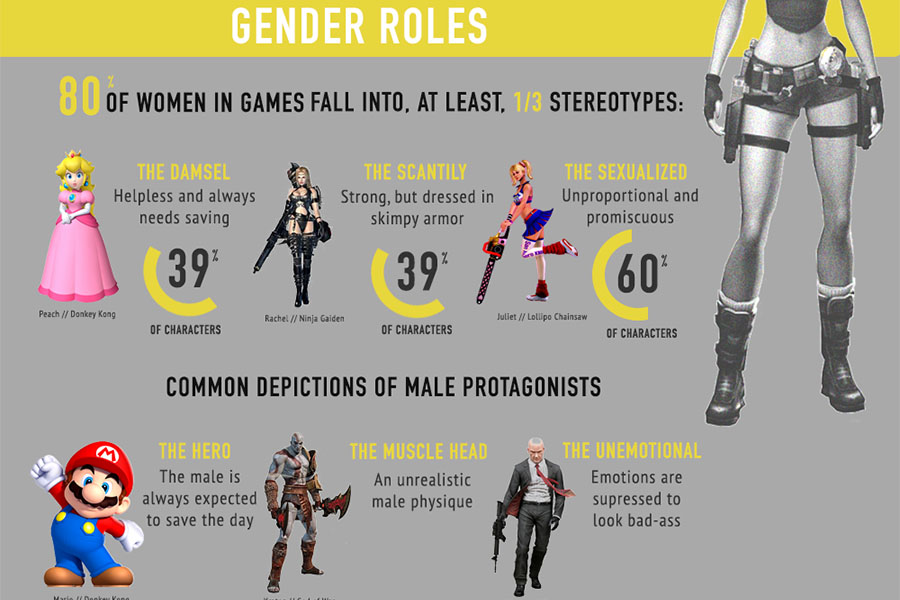 GENDER ROLES
80% OF WOMEN IN GAMES FALL INTO, AT LEAST, 1/3 STEREOTYPES:
THE DAMSEL
Helpless and always
needs saving
39%
OF CHARACTERS
Peach // Donkey Kong
THE SCANTILY
Strong, but dressed in
skimpy armor
39%
OF CHARACTERS
Rachel // Ninja Gaiden
THE SEXUALIZED
Unproportional and
promiscuous
60%
OF CHARACTERS
Juliet // Lollipo Chainsaw
COMMON DEPICTIONS OF MALE PROTAGONISTS
THE HERO
The male is
always expected
to save the day
Mario // Donkey Kong
THE MUSCLE HEAD
An unrealistic
male physique
THE UNEMOTIONAL
Emotions are
supressed to
look bad-ass